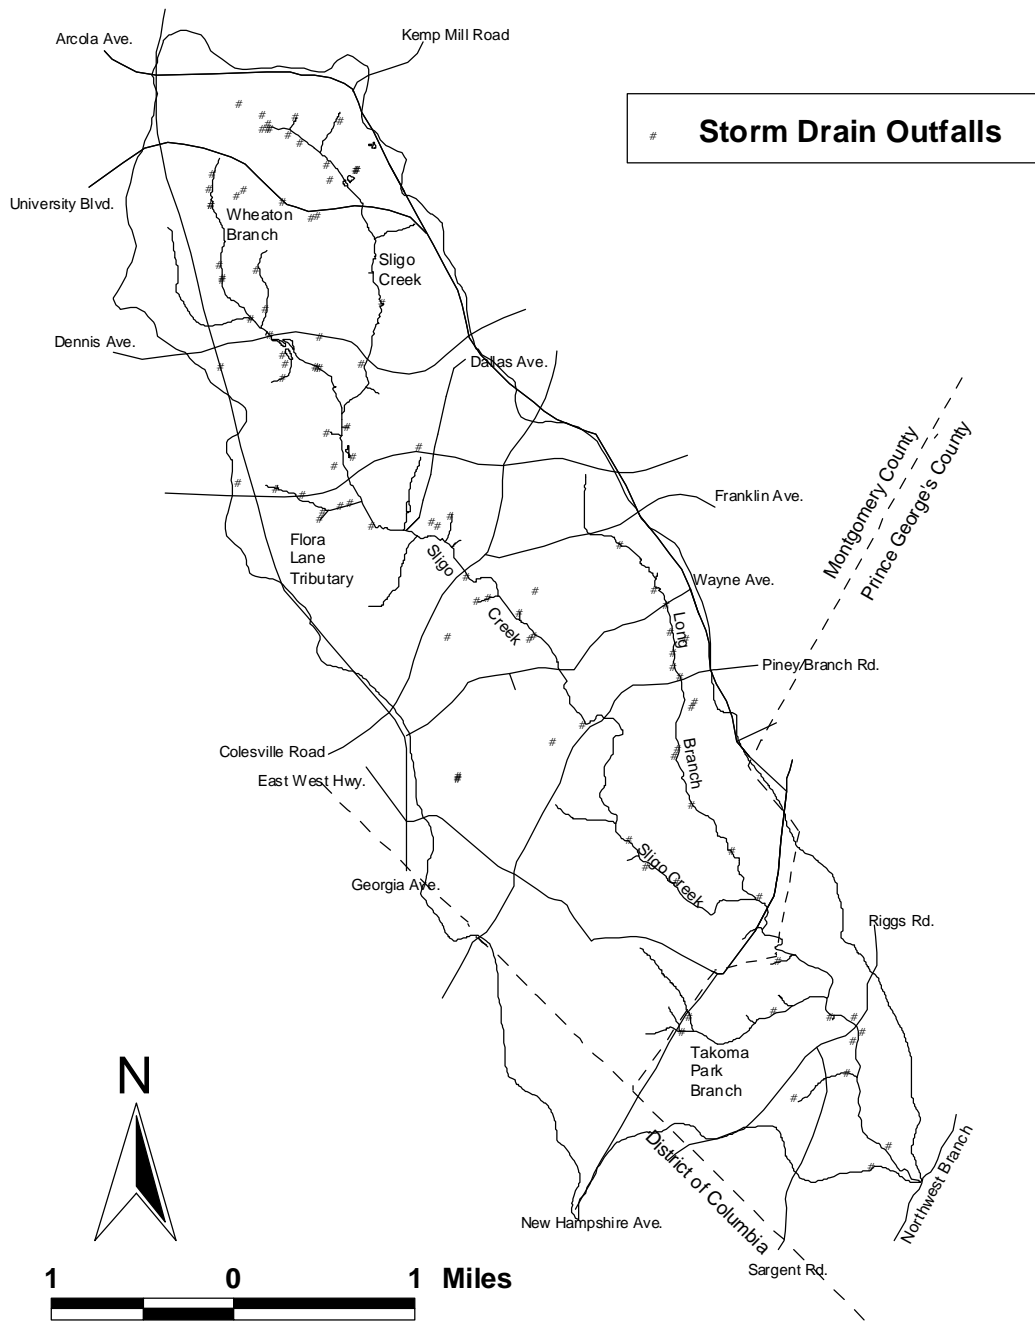 Arcola Ave.
Kemp Mill Road
# Storm Drain Outfalls
University Blvd.
Wheaton
Branch
Sligo
Creek
Dennis Ave.
Dallas Ave.
Montgomery County
Prince George's County
Franklin Ave.
Flora
Lane
Tributary
Sligo
Creek
Wayne Ave.
Long
Branch
Piney Branch Rd.
Colesville Road
East West Hwy.
Sligo Creek
Georgia Ave.
Riggs Rd.
Takoma
Park
Branch
N
District of Columbia
Northwest Branch
New Hampshire Ave.
Sargent Rd.
1 0 1 Miles